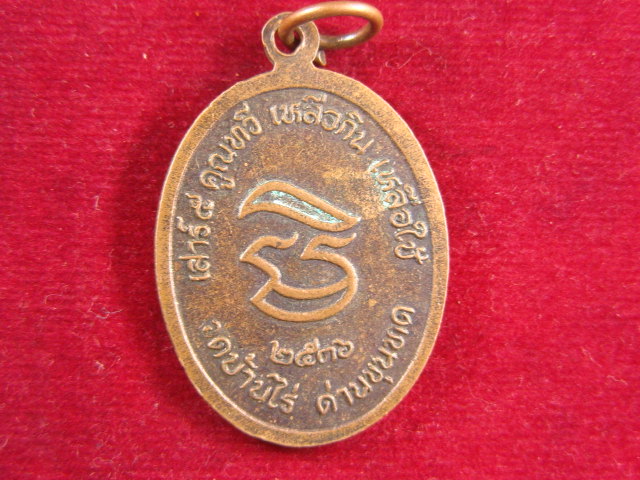 เสาร์๕ คูณทวี เหลือกิน เหลือใช้
๒๕๓๖
วัดบ้านไร่ ด่านขุนทด